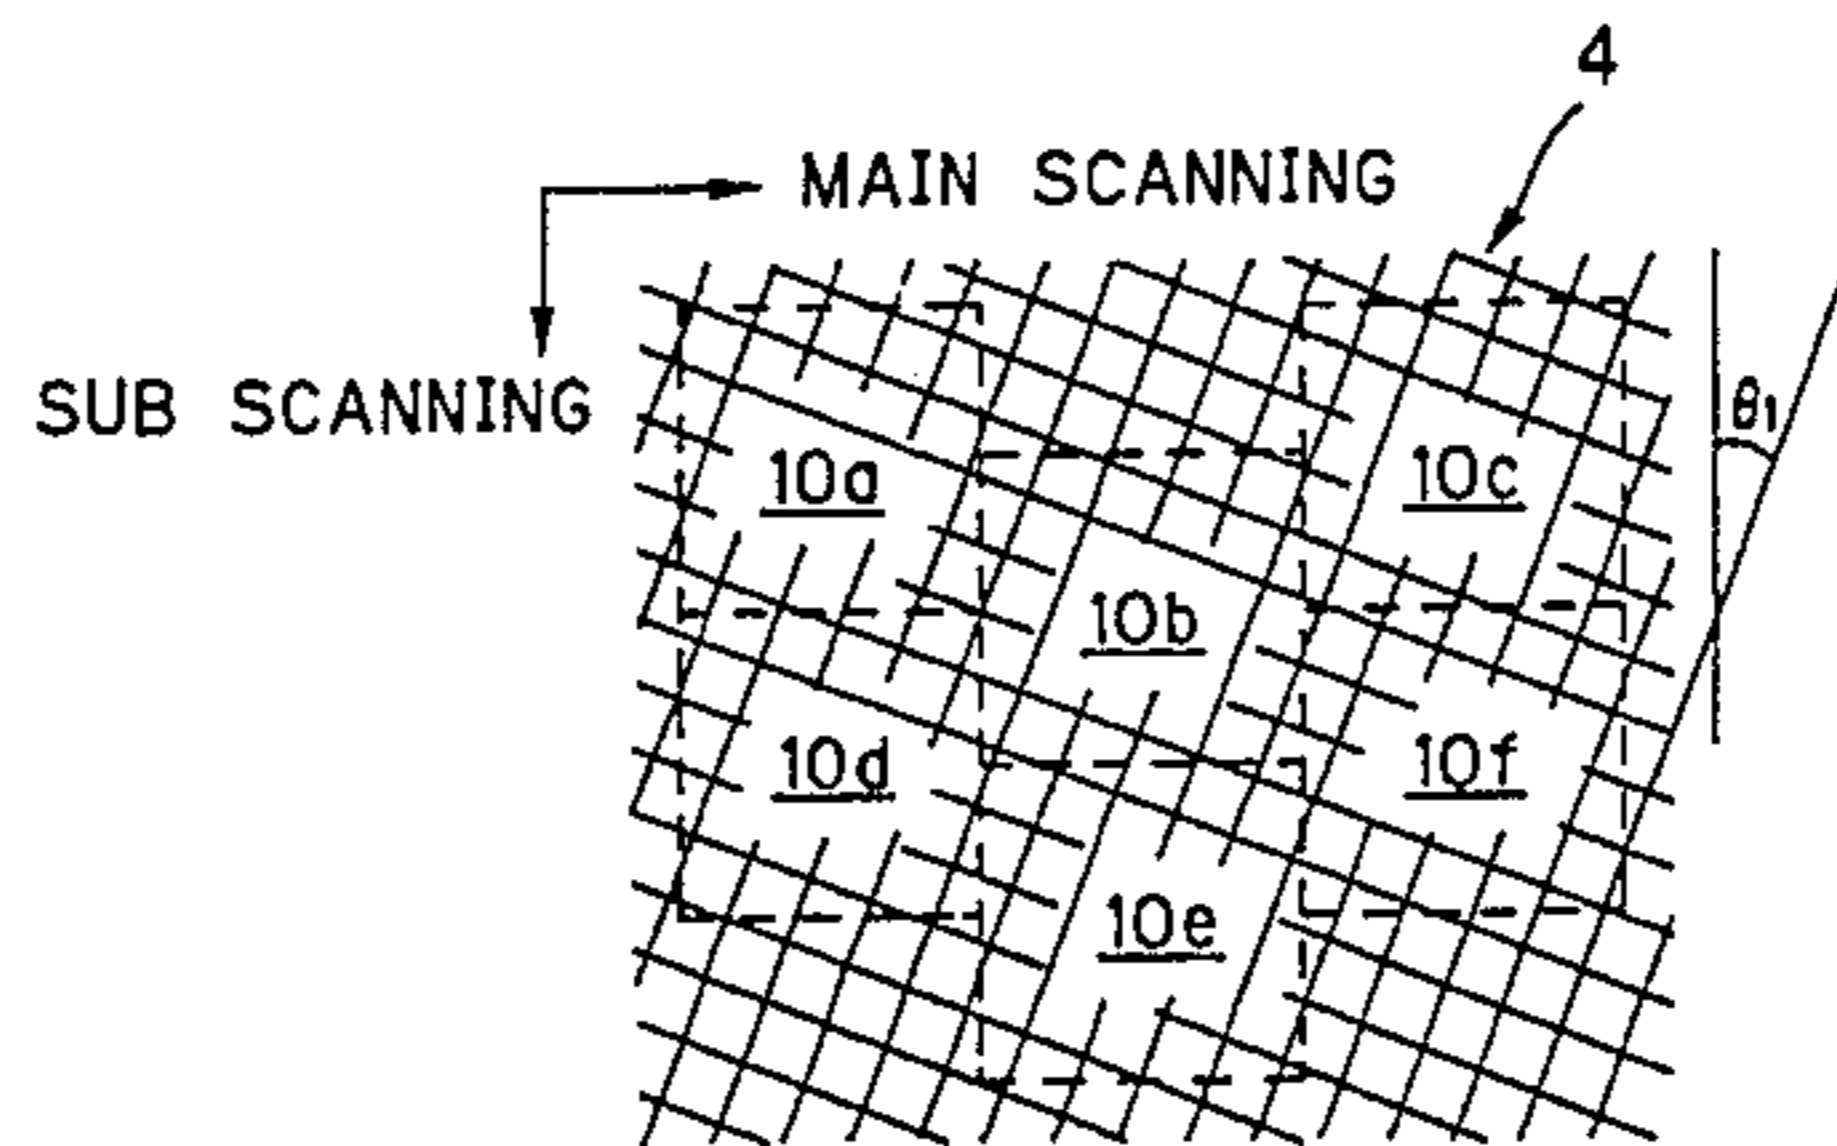 4
MAIN SCANNING
SUB SCANNING
θ1
10a
10c
10b
10d
10f
10e